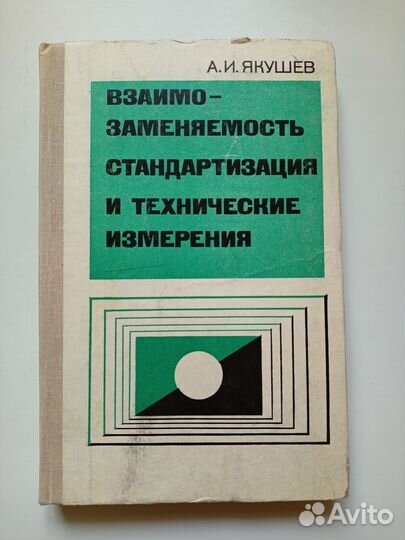 А.И. ЯКУШЕВ
ВЗАИМО-
ЗАМЕНЯЕМОСТЬ
СТАНДАРТИЗАЦИЯ
И ТЕХНИЧЕСКИЕ
ИЗМЕРЕНИЯ
Avito